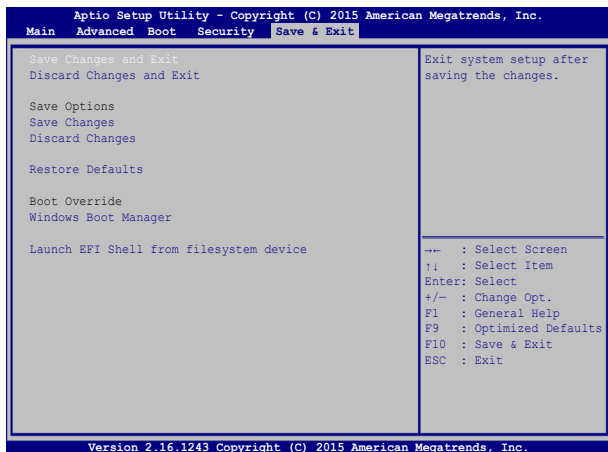 Aptio Setup Utility - Copyright (C) 2015 American Megatrends, Inc.
Main Advanced Boot Security Save & Exit
Save Changes and Exit
Discard Changes and Exit
Save Options
Save Changes
Discard Changes
Restore Defaults
Boot Override
Windows Boot Manager
Launch EFI Shell from filesystem device
Exit system setup after
saving the changes.
→← : Select Screen
↑↓ : Select Item
Enter: Select
+/— : Change Opt.
F1 : General Help
F9 : Optimized Defaults
F10 : Save & Exit
ESC : Exit
Version 2.16.1243 Copyright (C) 2015 American Megatrends, Inc.